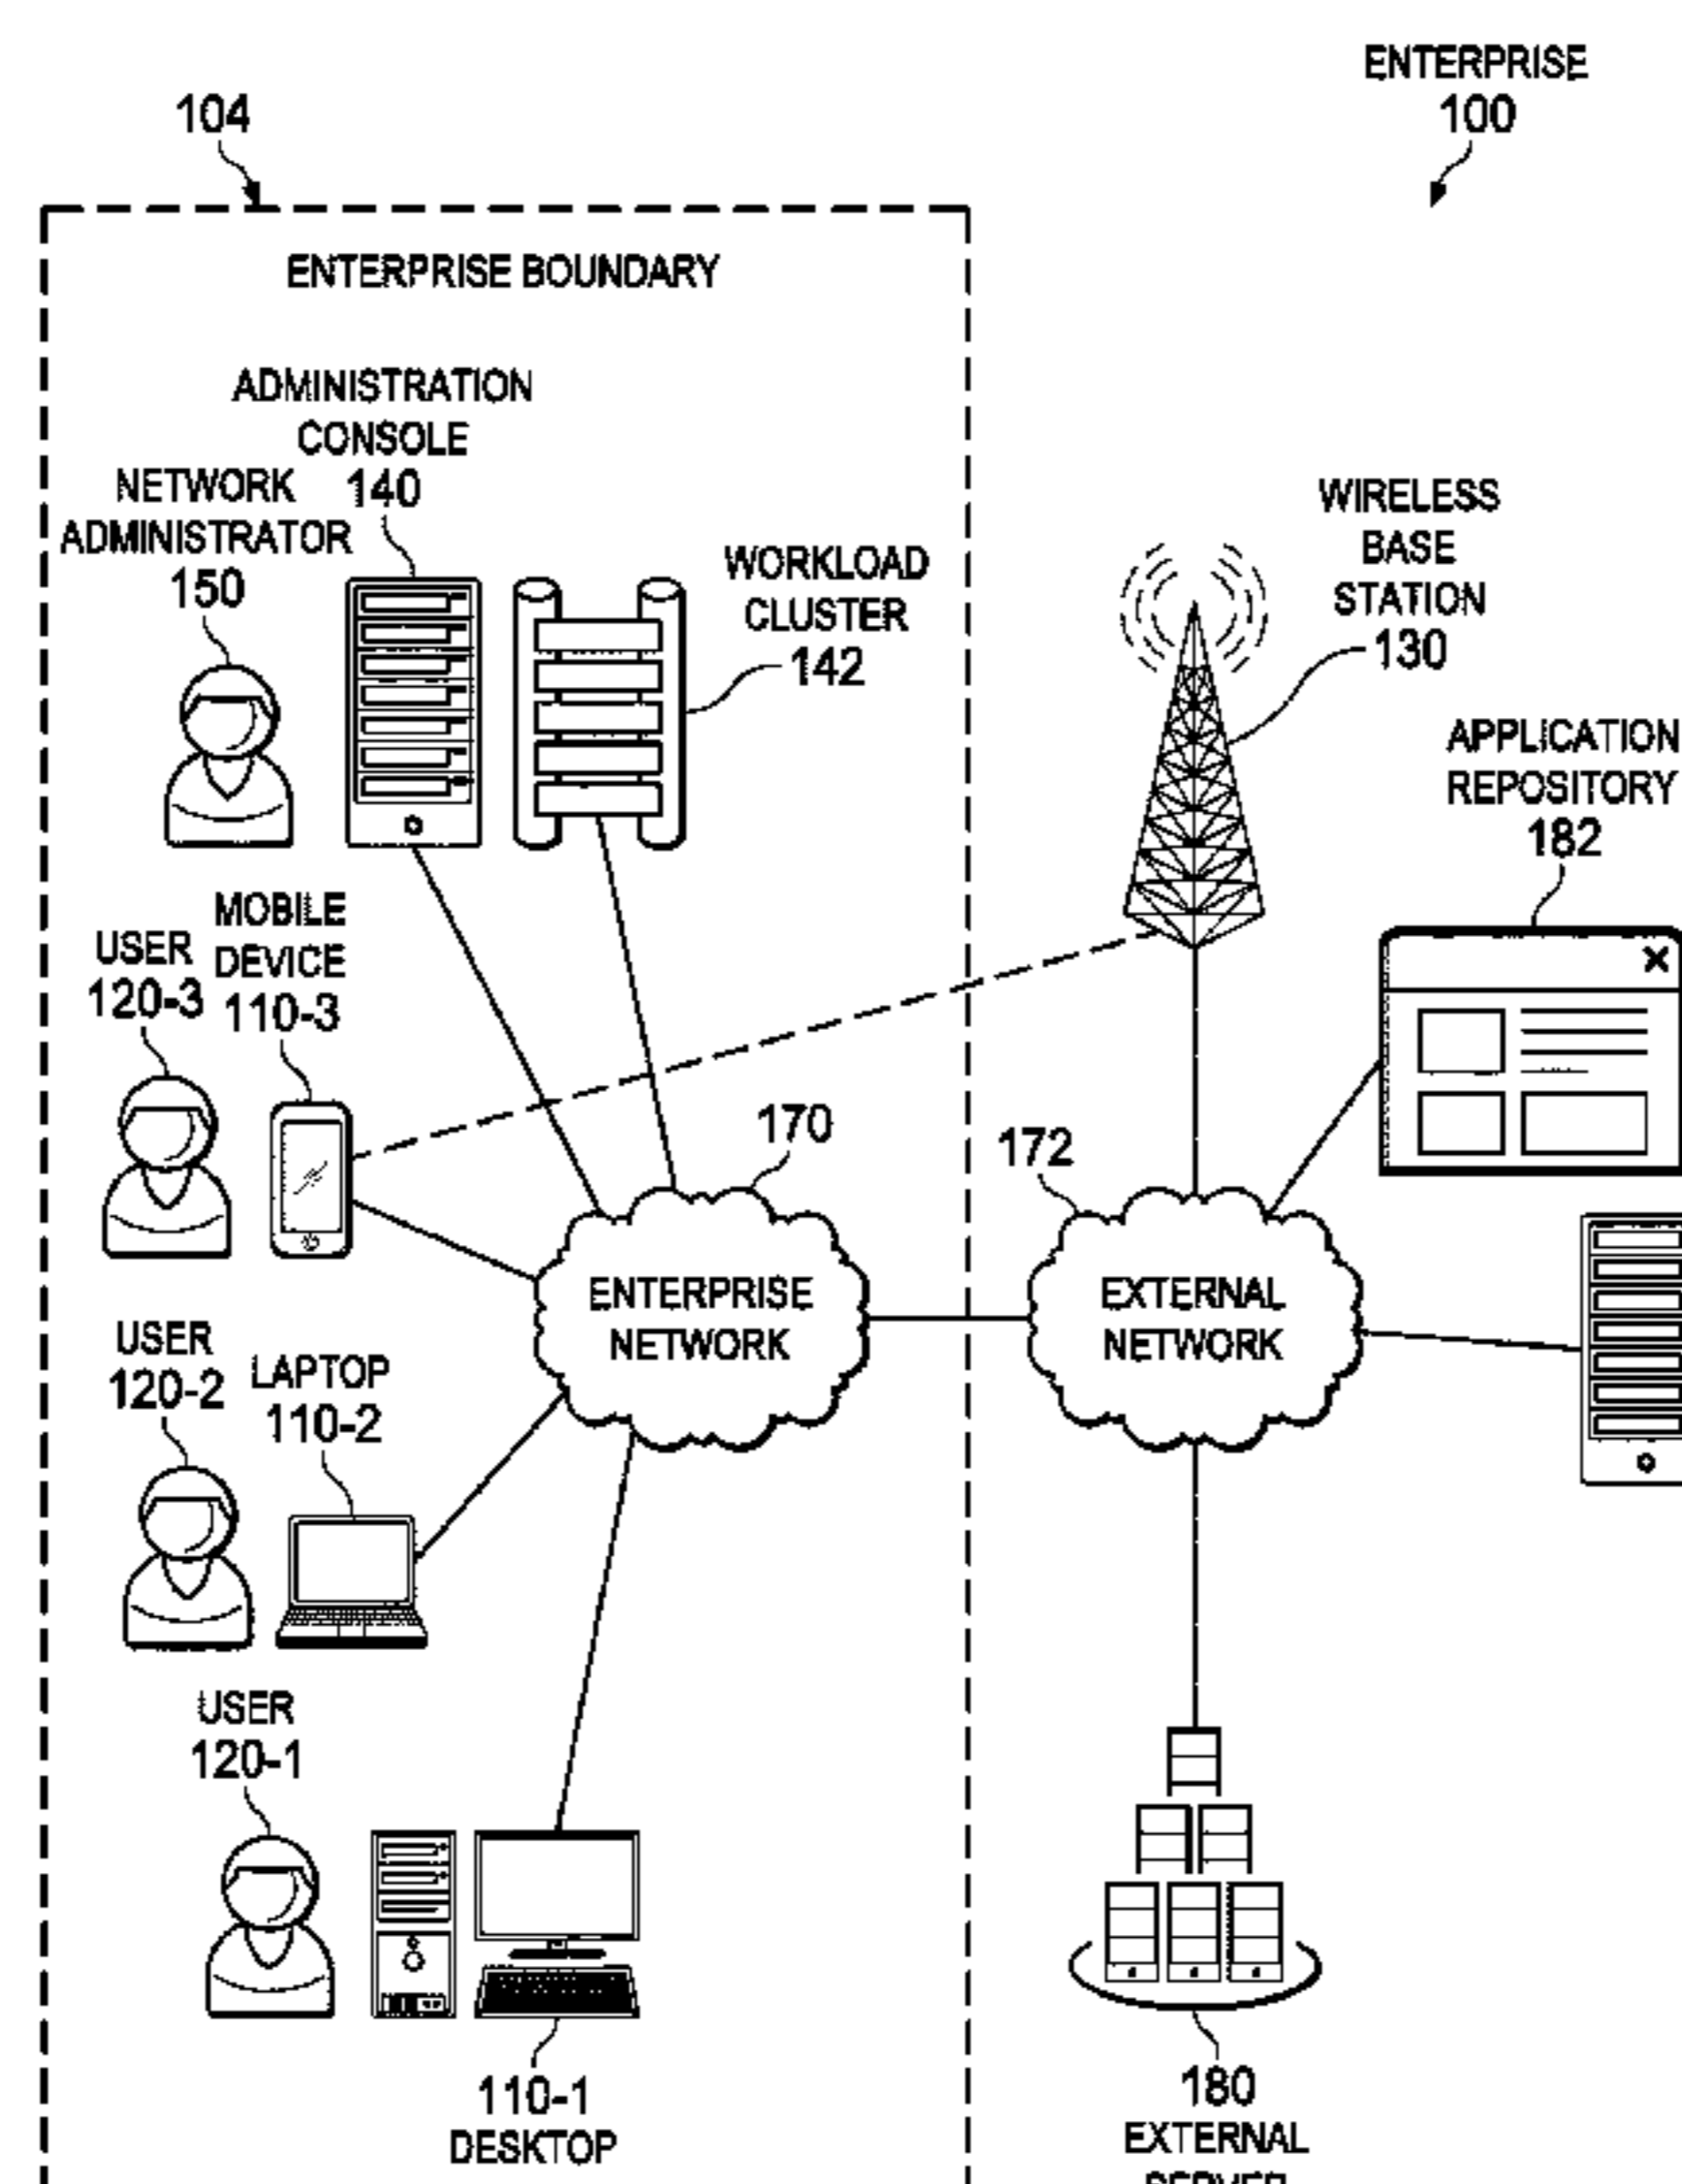 ENTERPRISE
100
104
ENTERPRISE BOUNDARY
ADMINISTRATION
CONSOLE
140
NETWORK
ADMINISTRATOR
150
WORKLOAD
CLUSTER
142
WIRELESS
BASE
STATION
130
APPLICATION
REPOSITORY
182
MOBILE
DEVICE
110-3
USER
120-3
170
172
ENTERPRISE
NETWORK
EXTERNAL
NETWORK
USER
120-2
LAPTOP
110-2
USER
120-1
110-1
DESKTOP
180
EXTERNAL
SERVER